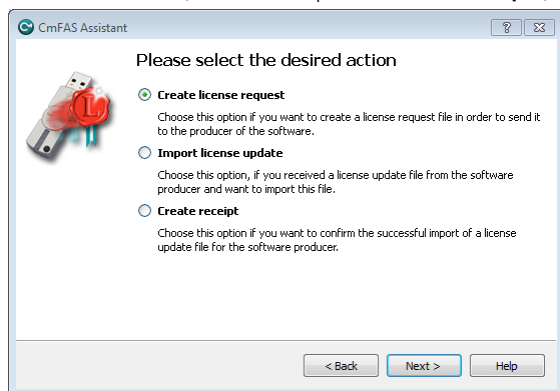 CmFAS Assistant
Please select the desired action
Create license request
Choose this option if you want to create a license request file in order to send it
to the producer of the software.
Import license update
Choose this option, if you received a license update file from the software
producer and want to import this file.
Create receipt
Choose this option if you want to confirm the successful import of a license
update file for the software producer.
< Back Next > Help